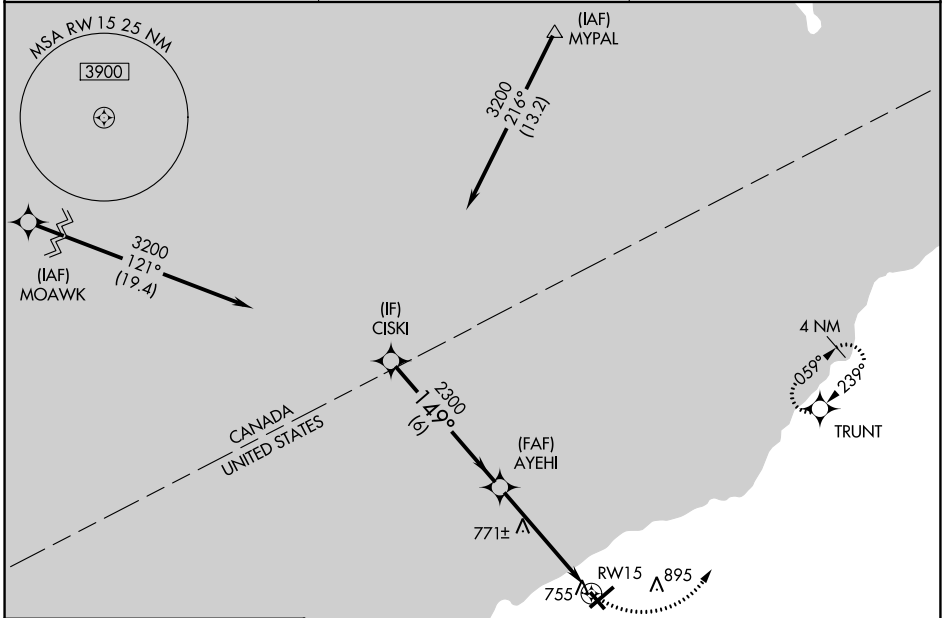 MSA RW 15 25 NM
3900
(IAF)
MYPAL
3200
216°
(13.2)
(IAF)
MOAWK
3200
121°
(19.4)
(IF)
CISKI
2300
149°
(6)
CANADA
UNITED STATES
(FAF)
AYEHI
4 NM
059°
239°
TRUNT
771±
RW15
755
895